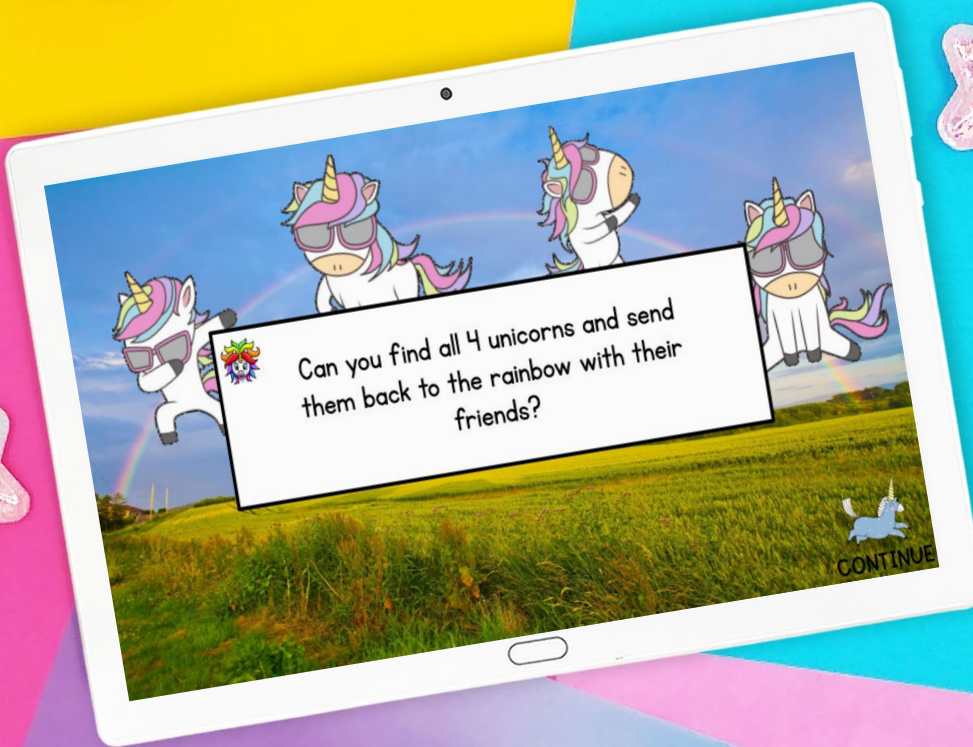 Can you find all 4 unicorns and send
them back to the rainbow with their
friends?
CONTINUE